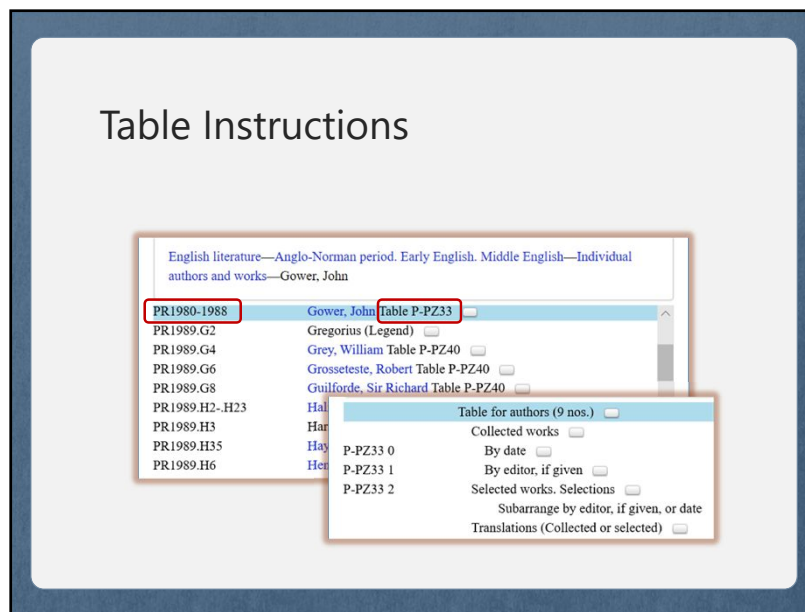 Table Instructions
English literature—Anglo-Norman period. Early English. Middle English—Individual
authors and works—Gower, John
PR1980-1988 Gower, John Table P-PZ33
PR1989.G2 Gregorius (Legend)
PR1989.G4 Grey, William Table P-PZ40
PR1989.G6 Grosseteste, Robert Table P-PZ40
PR1989.G8 Guilforde, Sir Richard Table P-PZ40
PR1989.H2-.H23
PR1989.H3
PR1989.H35
PR1989.H6
Table for authors (9 nos.)
Collected works
P-PZ33 0 By date
P-PZ33 1 By editor, if given
P-PZ33 2 Selected works. Selections
Subarrange by editor, if given, or date
Translations (Collected or selected)